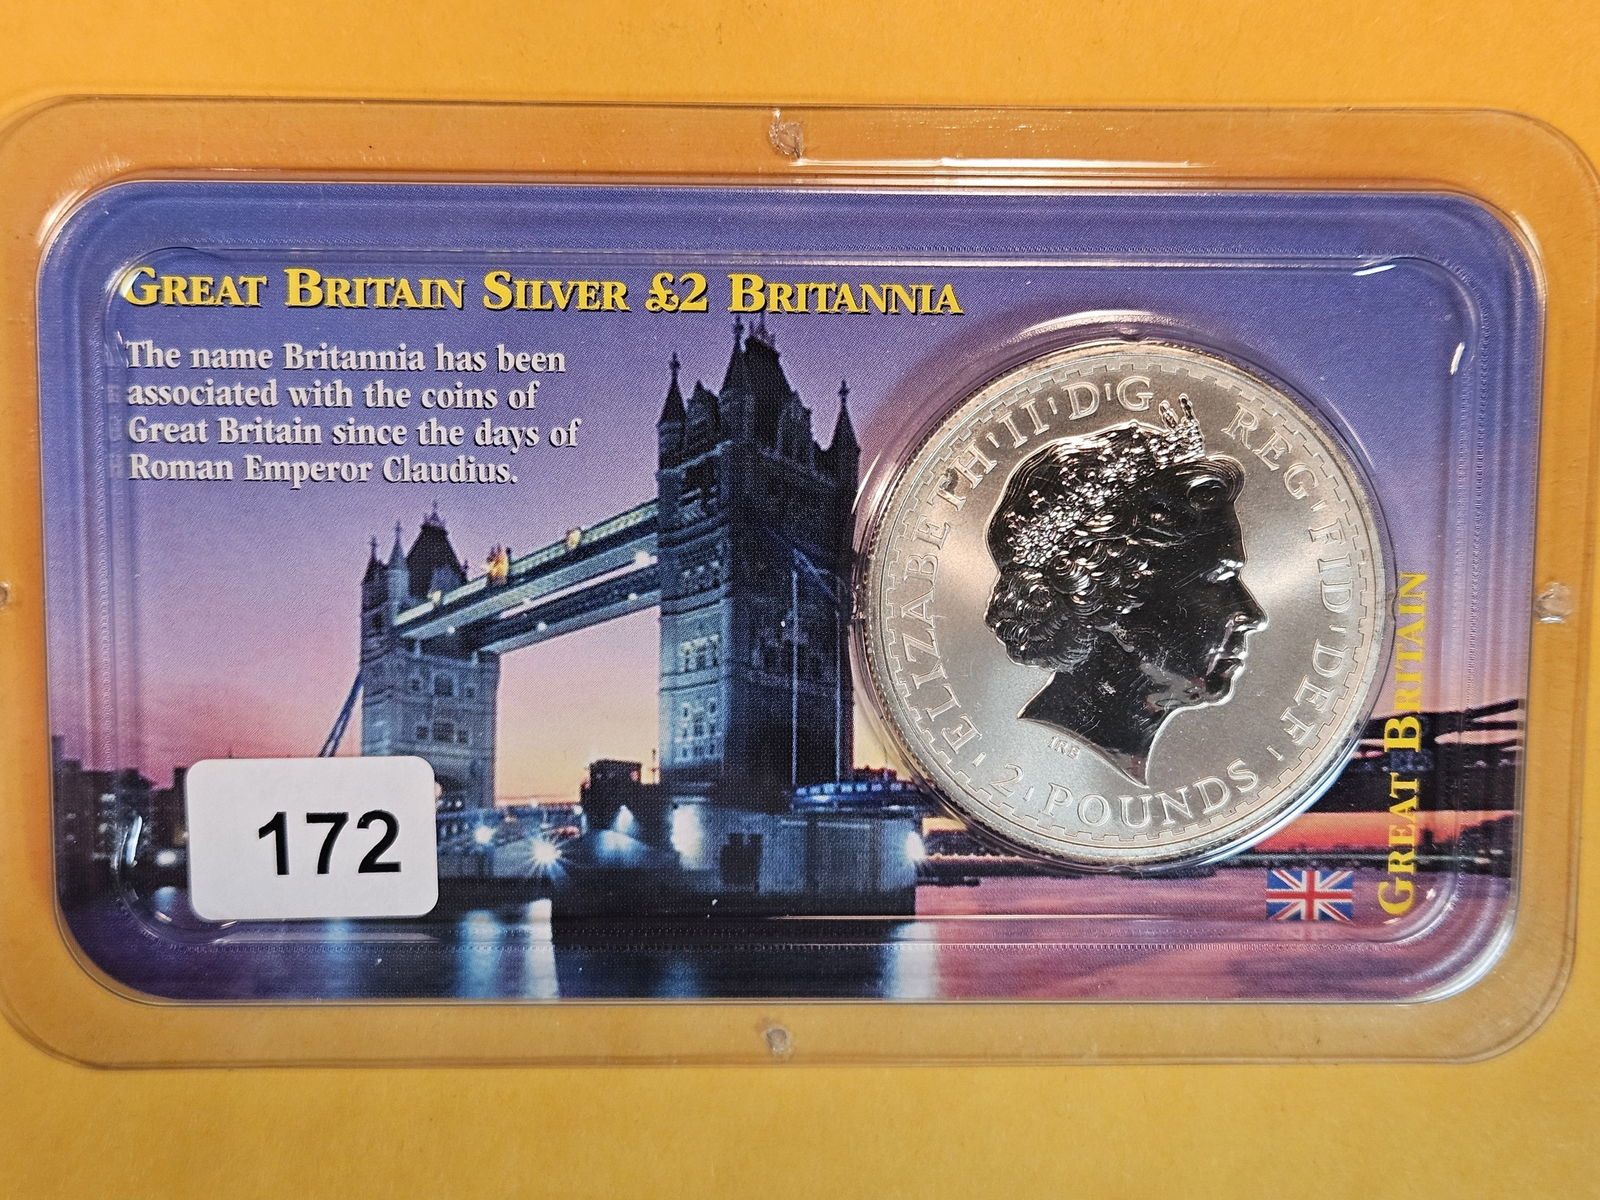 GREAT BRITAIN SILVER £2 BRITANNIA
The name Britannia has been
associated with the coins of
Great Britain since the days of
Roman Emperor Claudius.
ELIZABETH·II·D·G REG·FID·DEF·
2 POUNDS
IRB
GREAT BRITAIN
172